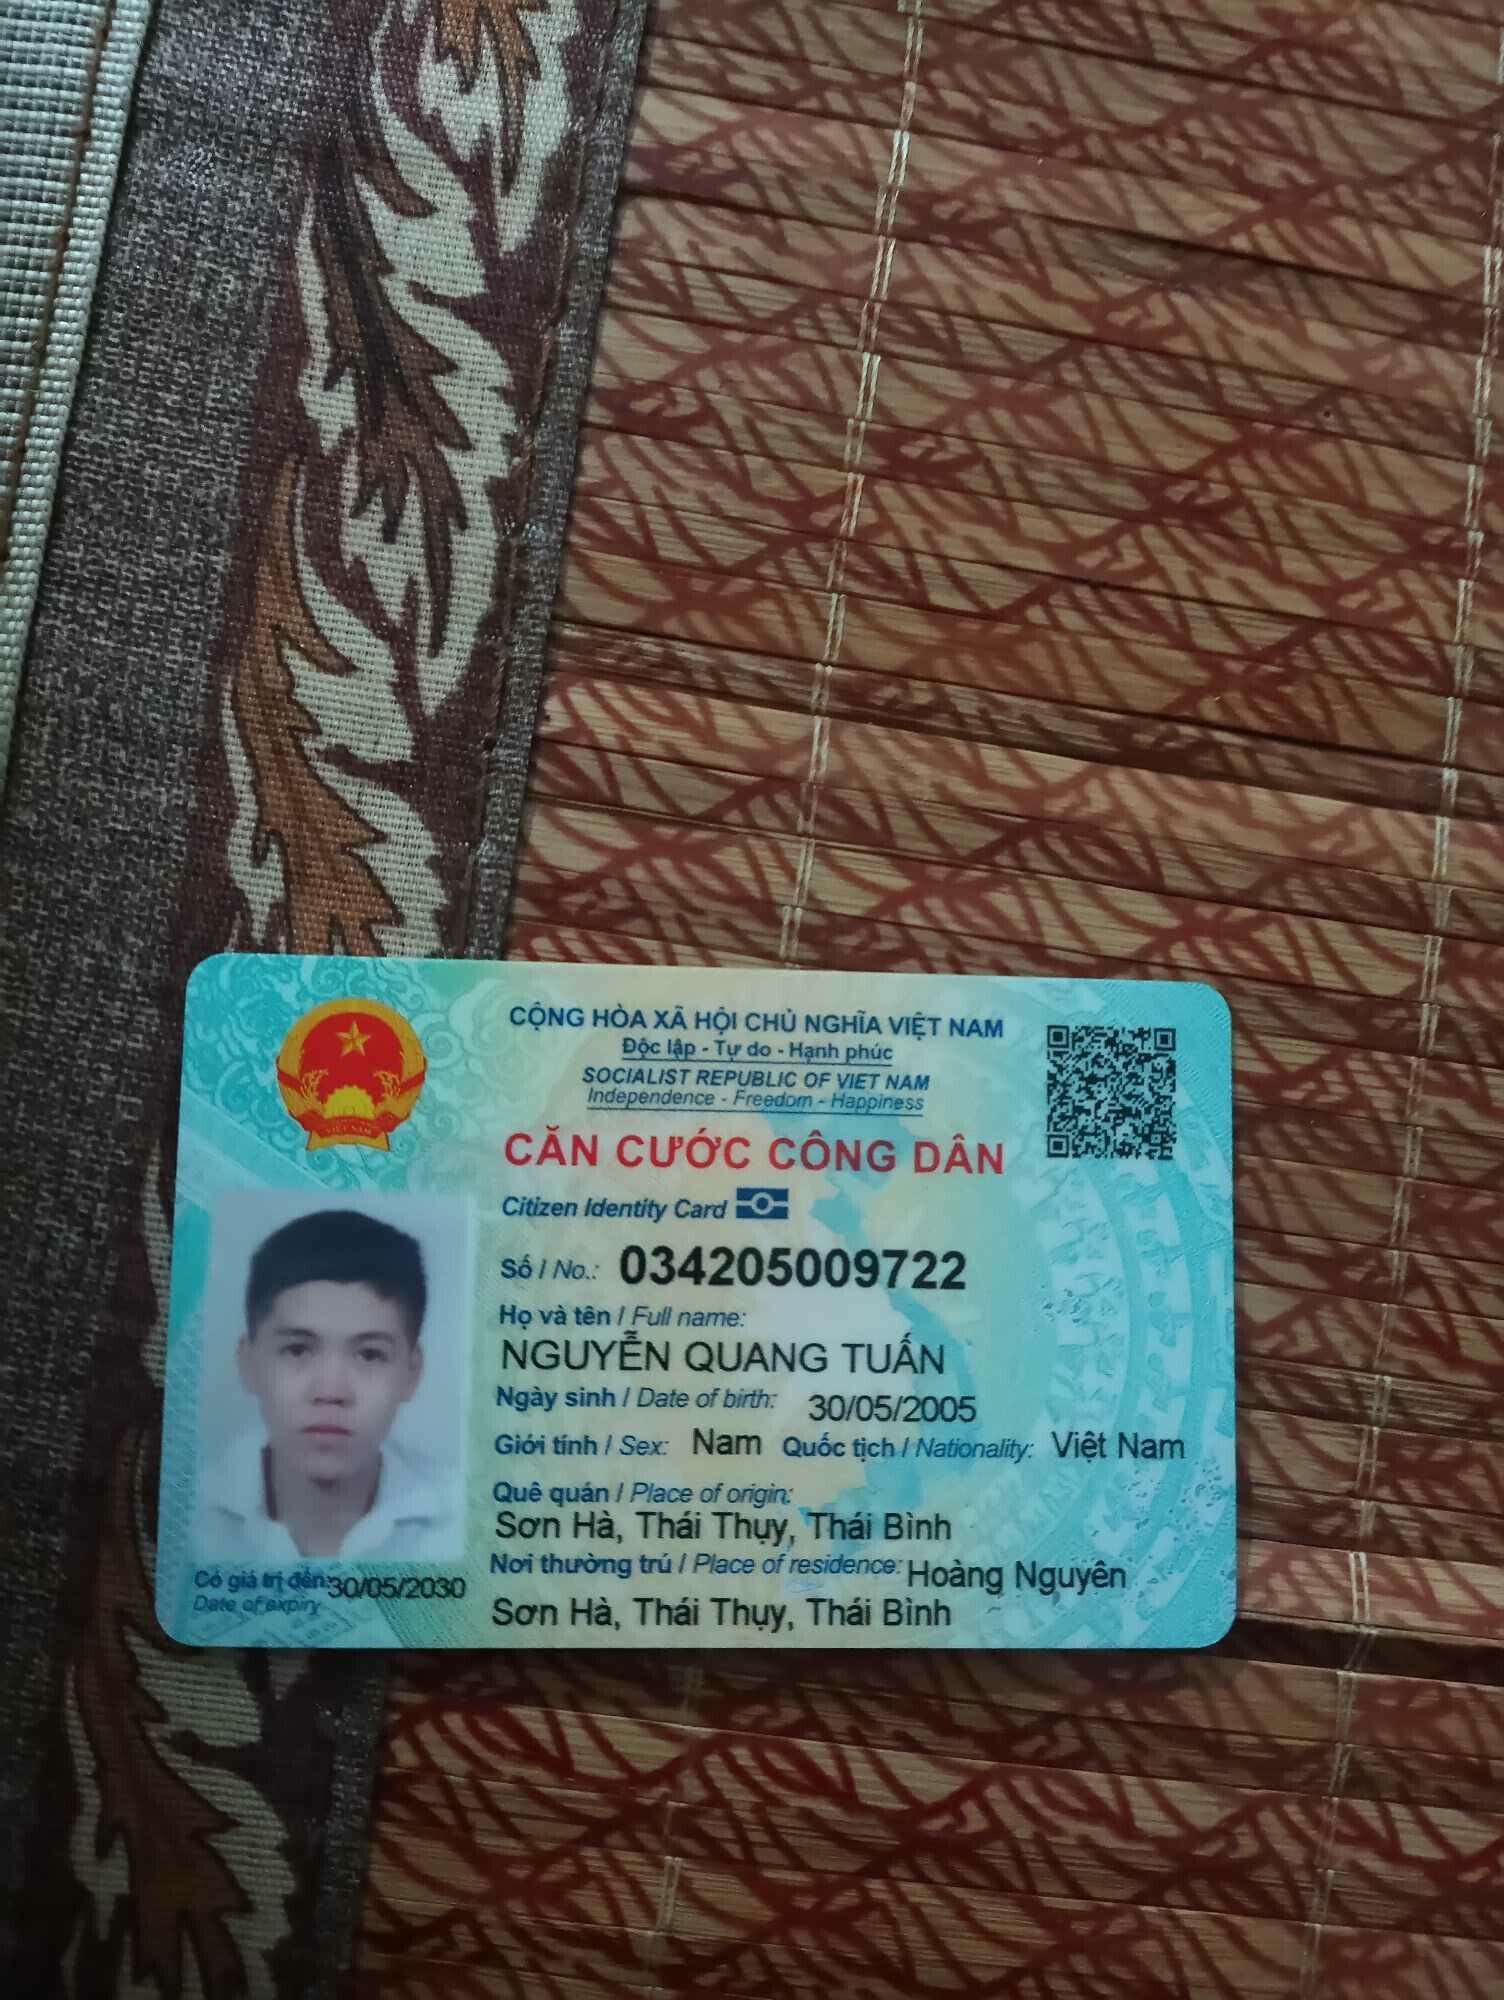 CỘNG HÒA XÃ HỘI CHỦ NGHĨA VIỆT NAM
Độc lập - Tự do - Hạnh phúc
SOCIALIST REPUBLIC OF VIET NAM
Independence - Freedom - Happiness
CĂN CƯỚC CÔNG DÂN
Citizen Identity Card
Số / No.: 034205009722
Họ và tên / Full name:
NGUYỄN QUANG TUẤN
Ngày sinh / Date of birth: 30/05/2005
Giới tính / Sex: Nam Quốc tịch / Nationality: Việt Nam
Quê quán / Place of origin:
Sơn Hà, Thái Thụy, Thái Bình
Nơi thường trú / Place of residence: Hoàng Nguyên
Sơn Hà, Thái Thụy, Thái Bình
Có giá trị đến: 30/05/2030
Date of expiry
VIỆT NAM